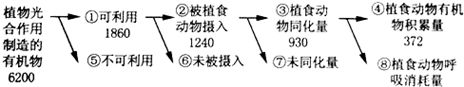 植物光
合作用
制造的
有机物
6200
①可利用
1860
⑤不可利用
②被植食
动物摄入
1240
⑥未被摄入
③植食动
物同化量
930
⑦未同化量
④植食动物有机
物积累量
372
⑧植食动物呼
吸消耗量